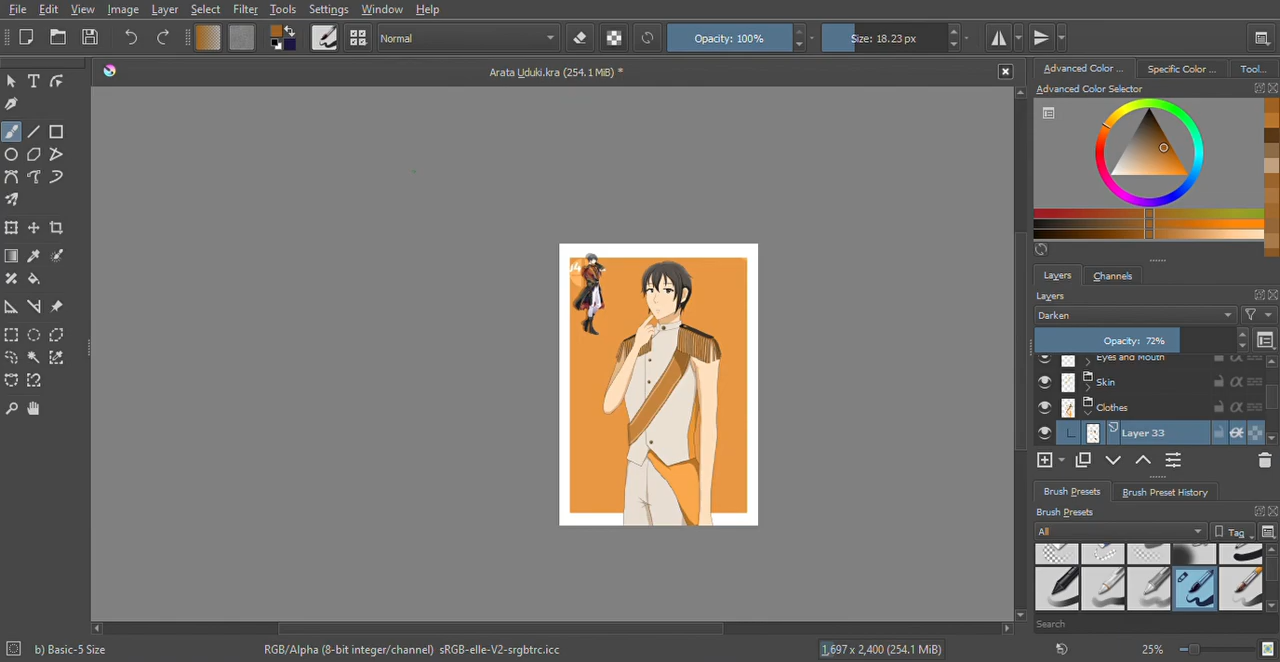 File Edit View Image Layer Select Filter Tools Settings Window Help
Normal Opacity: 100% Size: 18.23 px
Arata Uduki.kra (254.1 MiB) *
Advanced Color ... Specific Color ... Tool...
Advanced Color Selector
Layers Channels
Layers
Darken
Opacity: 72%
Eyes and Mouth
Skin
Clothes
Layer 33
Brush Presets Brush Preset History
Brush Presets
All Tag
Search
b) Basic-5 Size RGB/Alpha (8-bit integer/channel) sRGB-elle-V2-srgbtrc.icc 1,697 x 2,400 (254.1 MiB) 25%